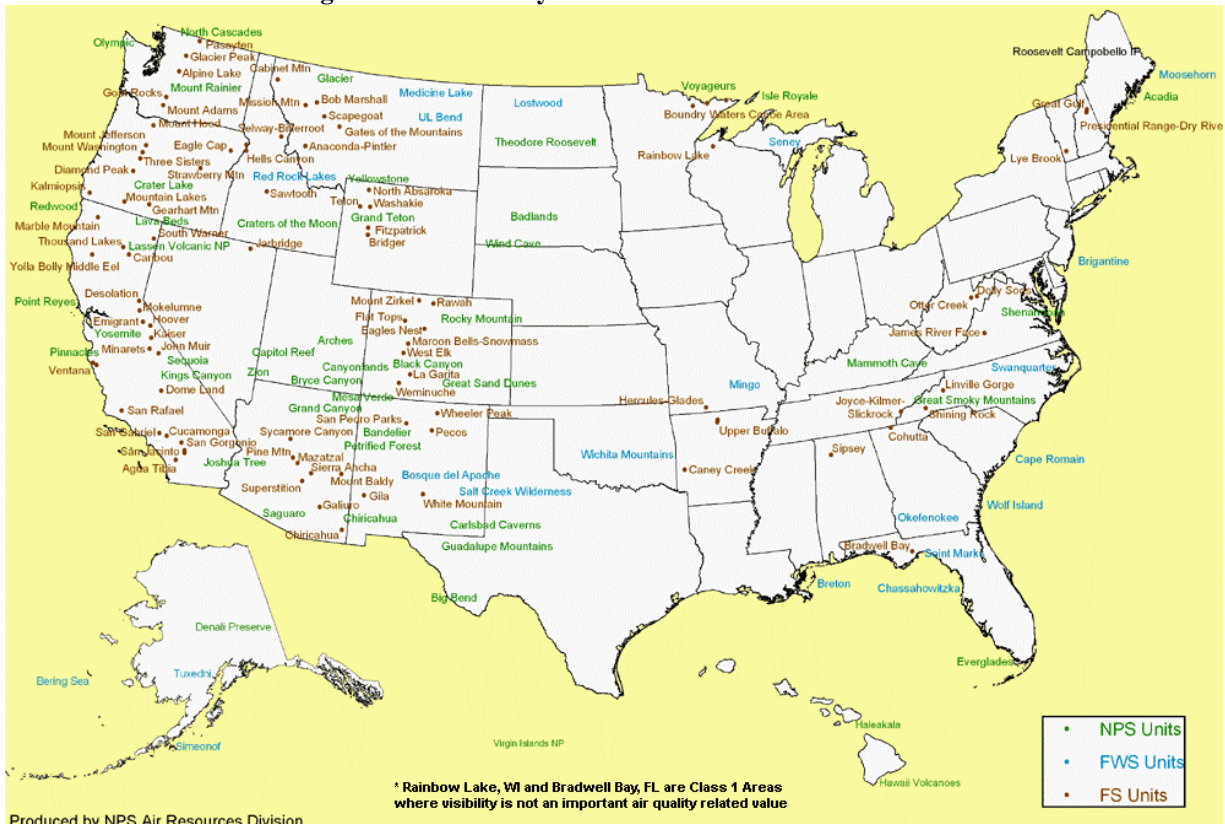 North Cascades
Olympic
Pasayten
Glacier Peak
Alpine Lake
Cabinet Mtn
Glacier
Goat Rocks
Mount Rainier
Mount Adams
Mission Mtn
Bob Marshall
Medicine Lake
Lostwood
Scapegoat
UL Bend
Mount Hood
Gates of the Mountains
Selway-Bitterroot
Mount Jefferson
Mount Washington
Eagle Cap
Anaconda-Pintler
Theodore Roosevelt
Three Sisters
Hells Canyon
Diamond Peak
Strawberry Mtn
Red Rock Lakes
Yellowstone
Kalmiopsis
Crater Lake
Sawtooth
North Absaroka
Mountain Lakes
Teton
Washakie
Redwood
Gearhart Mtn
Lava Beds
Craters of the Moon
Grand Teton
Badlands
Marble Mountain
South Warner
Fitzpatrick
Thousand Lakes
Lassen Volcanic NP
Jarbridge
Bridger
Wind Cave
Caribou
Yolla Bolly Middle Eel
Voyageurs
Isle Royale
Boundry Waters Canoe Area
Rainbow Lake
Seney
Roosevelt Campobello IP
Moosehorn
Acadia
Great Gulf
Presidential Range-Dry River
Lye Brook
Brigantine
Desolation
Mokelumne
Point Reyes
Emigrant
Hoover
Yosemite
Kaiser
Pinnacles
Minarets
John Muir
Ventana
Sequoia
Kings Canyon
Dome Land
San Rafael
San Gabriel
Cucamonga
San Gorgonio
San Jacinto
Agua Tibia
Joshua Tree
Mount Zirkel
Rawah
Flat Tops
Rocky Mountain
Eagles Nest
Arches
Maroon Bells-Snowmass
Capitol Reef
West Elk
Canyonlands
Black Canyon
Zion
La Garita
Bryce Canyon
Great Sand Dunes
Weminuche
Mesa Verde
Grand Canyon
San Pedro Parks
Wheeler Peak
Sycamore Canyon
Bandelier
Pecos
Petrified Forest
Pine Mtn
Mazatzal
Sierra Ancha
Mount Baldy
Bosque del Apache
Superstition
Gila
Salt Creek Wilderness
White Mountain
Galiuro
Saguaro
Chiricahua
Chiricahua
Carlsbad Caverns
Guadalupe Mountains
Big Bend
Dolly Sods
Otter Creek
Shenandoah
James River Face
Mammoth Cave
Swanquarter
Mingo
Linville Gorge
Hercules-Glades
Joyce-Kilmer-
Slickrock
Great Smoky Mountains
Shining Rock
Upper Buffalo
Cohutta
Sipsey
Wichita Mountains
Caney Creek
Cape Romain
Wolf Island
Okefenokee
Bradwell Bay
Saint Marks
Breton
Chassahowitzka
Everglades
Denali Preserve
Tuxedni
Bering Sea
Simeonof
Virgin Islands NP
Haleakala
Hawaii Volcanoes
NPS Units
FWS Units
FS Units
* Rainbow Lake, WI and Bradwell Bay, FL are Class 1 Areas
where visibility is not an important air quality related value
Produced by NPS Air Resources Division